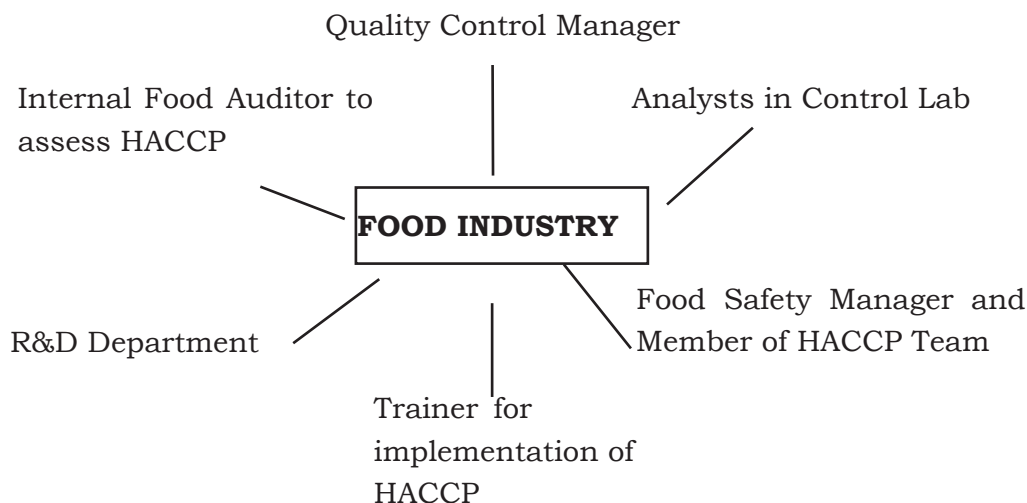 Quality Control Manager
Internal Food Auditor to
assess HACCP
Analysts in Control Lab
FOOD INDUSTRY
R&D Department
Food Safety Manager and
Member of HACCP Team
Trainer for
implementation of
HACCP